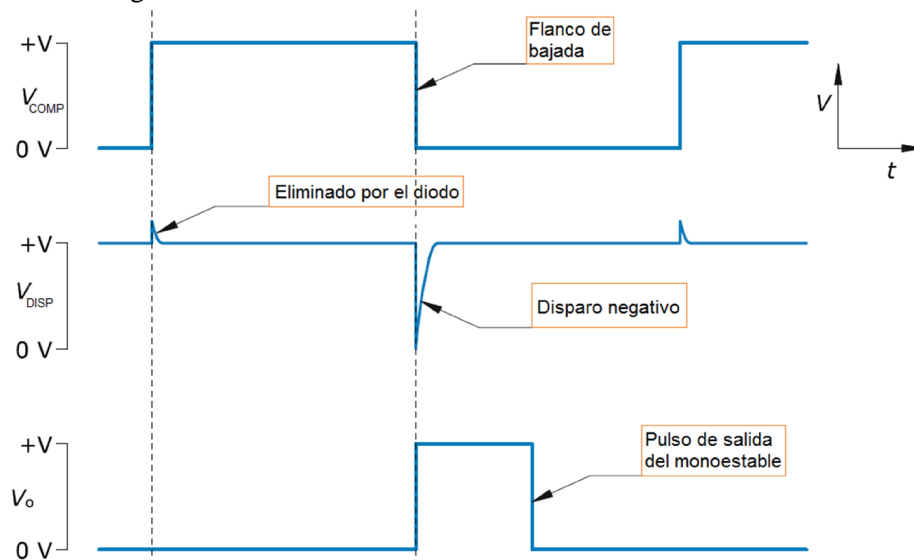 +V
V COMP
0 V
Flanco de
bajada
V
t
Eliminado por el diodo
+V
V DISP
0 V
Disparo negativo
+V
Vo
0 V
Pulso de salida
del monoestable